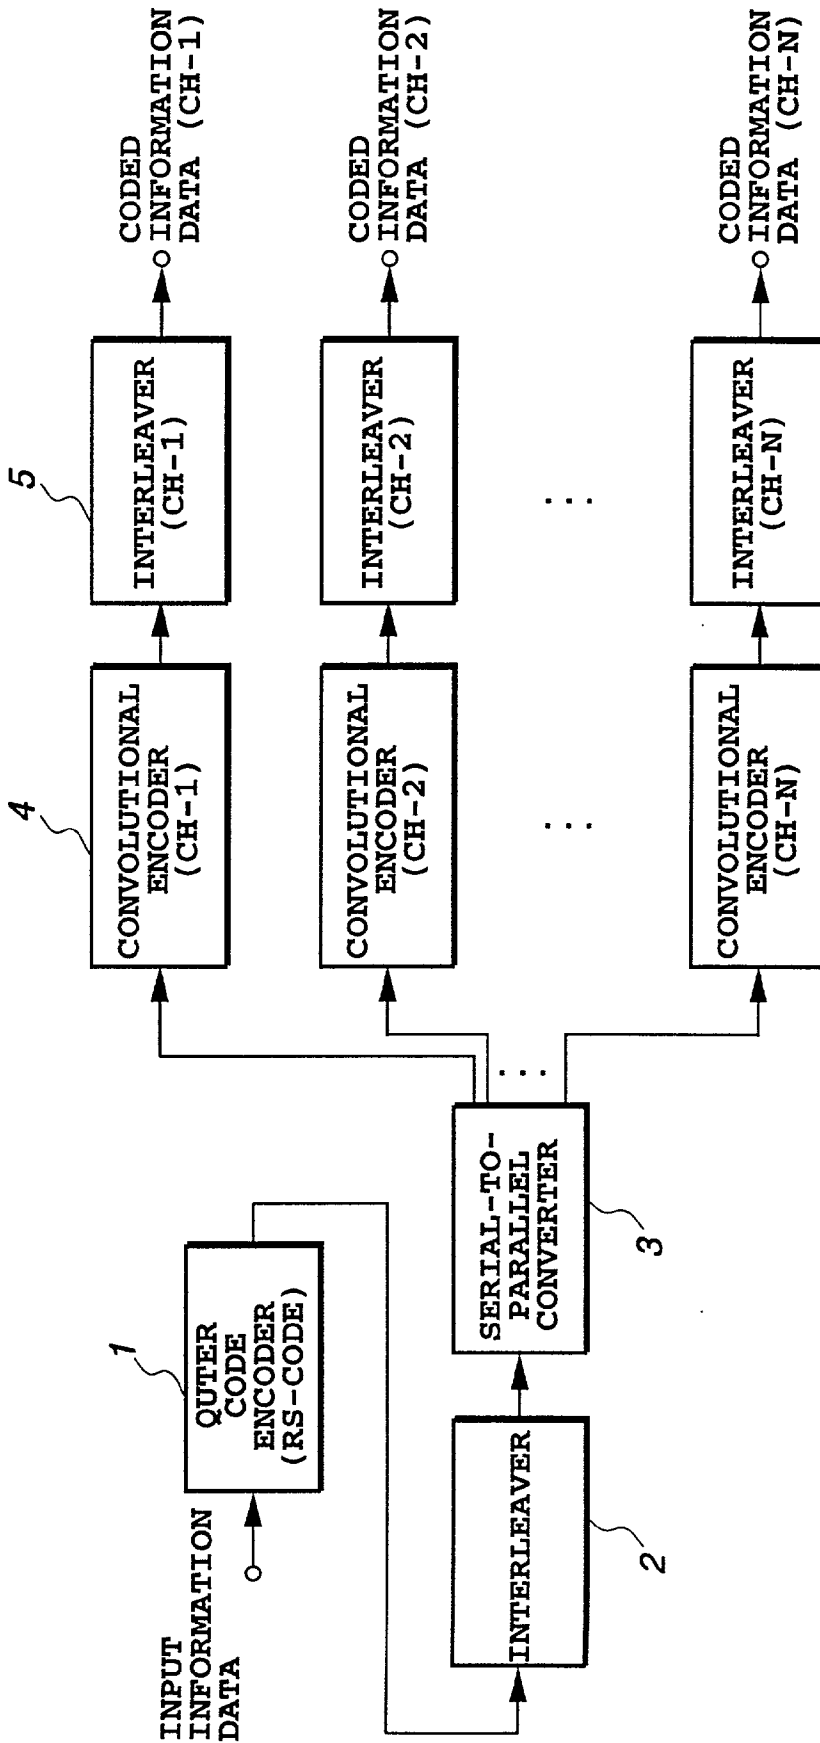 INPUT
INFORMATION
DATA
1
QUTER
CODE
ENCODER
(RS-CODE)
INTERLEAVER
2
SERIAL-TO-
PARALLEL
CONVERTER
3
...
4
CONVOLUTIONAL
ENCODER
(CH-1)
5
INTERLEAVER
(CH-1)
CODED
INFORMATION
DATA (CH-1)
CONVOLUTIONAL
ENCODER
(CH-2)
INTERLEAVER
(CH-2)
CODED
INFORMATION
DATA (CH-2)
...
...
CONVOLUTIONAL
ENCODER
(CH-N)
INTERLEAVER
(CH-N)
CODED
INFORMATION
DATA (CH-N)